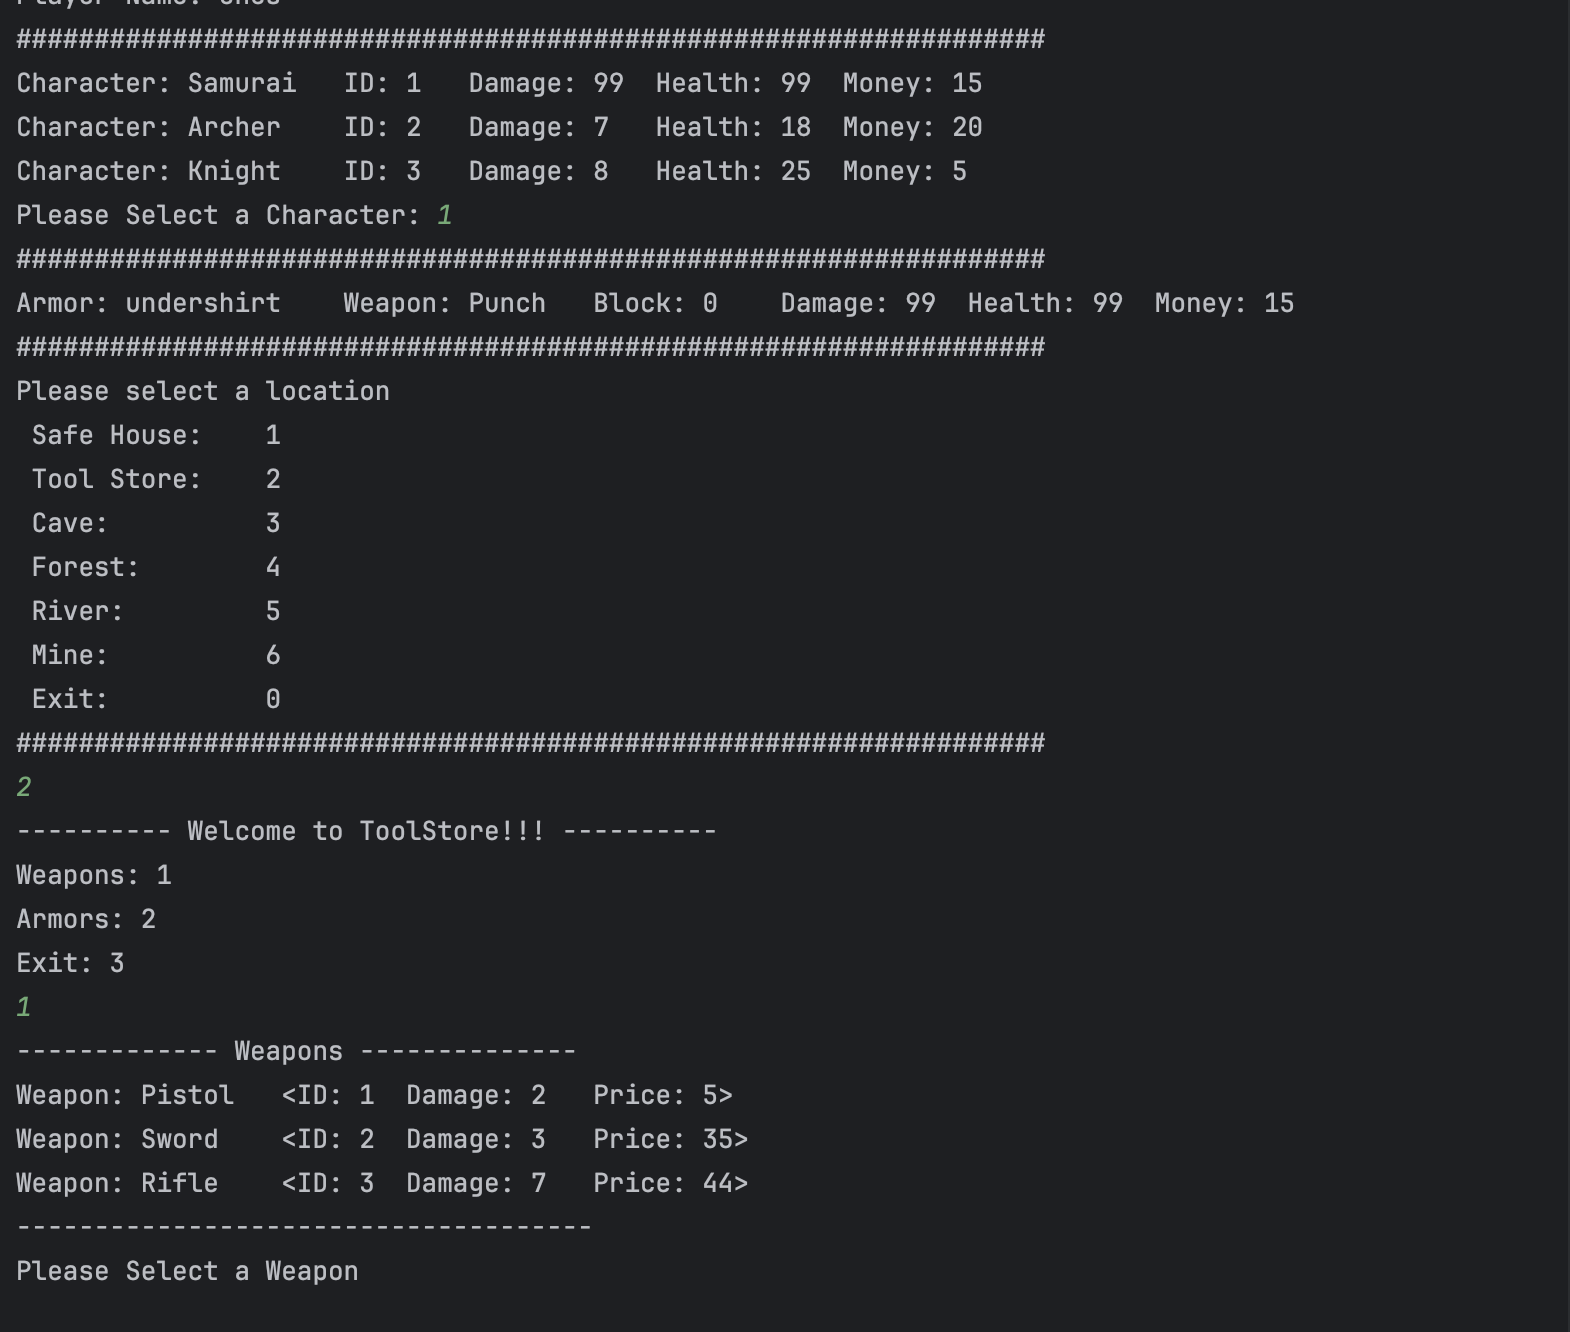 Player Name:
##################################################################
Character: Samurai   ID: 1   Damage: 99  Health: 99  Money: 15
Character: Archer    ID: 2   Damage: 7   Health: 18  Money: 20
Character: Knight    ID: 3   Damage: 8   Health: 25  Money: 5
Please Select a Character: 1
##################################################################
Armor: undershirt    Weapon: Punch   Block: 0    Damage: 99  Health: 99  Money: 15
##################################################################
Please select a location
 Safe House:    1
 Tool Store:    2
 Cave:          3
 Forest:        4
 River:         5
 Mine:          6
 Exit:          0
##################################################################
2
---------- Welcome to ToolStore!!! ----------
Weapons: 1
Armors: 2
Exit: 3
1
------------- Weapons --------------
Weapon: Pistol   <ID: 1  Damage: 2   Price: 5>
Weapon: Sword    <ID: 2  Damage: 3   Price: 35>
Weapon: Rifle    <ID: 3  Damage: 7   Price: 44>
-------------------------------------
Please Select a Weapon